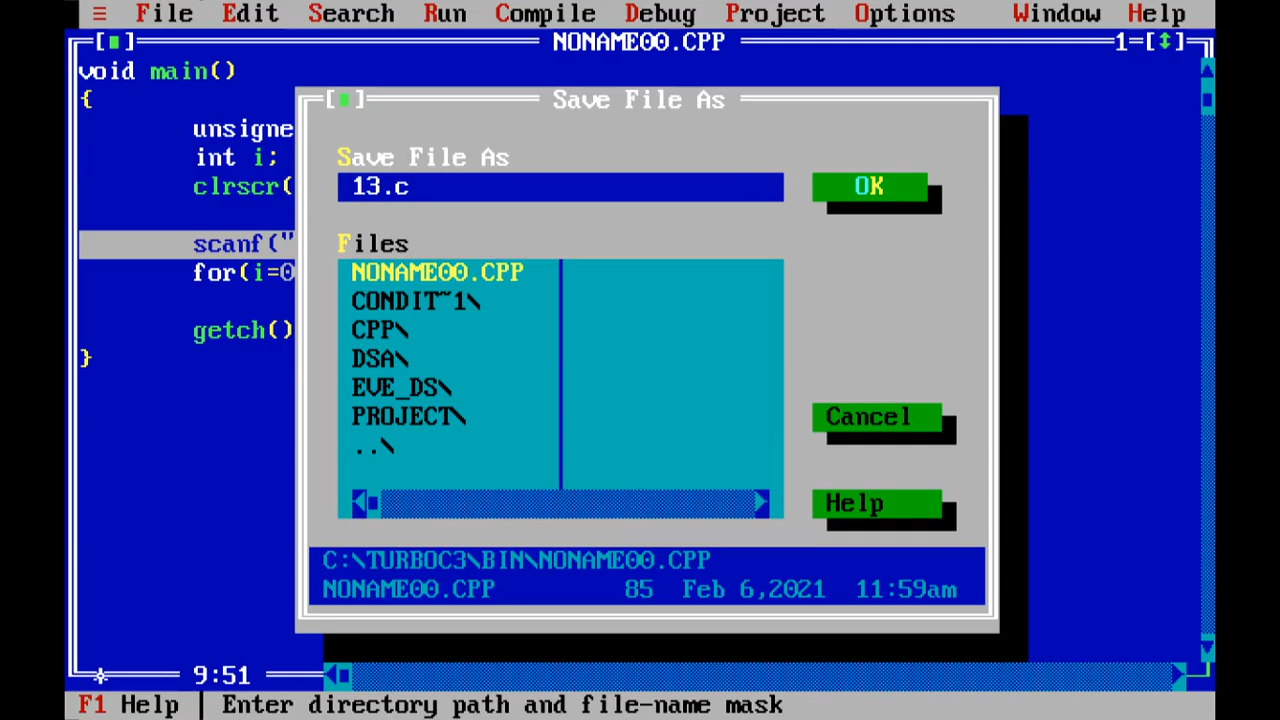 ≡ File Edit Search Run Compile Debug Project Options Window Help
[■] NONAME00.CPP 1=[↕]
void main()
{
unsigne
int i;
clrscr(
scanf("
for(i=0
getch()
}
[■] Save File As
Save File As
13.c
OK
Files
NONAME00.CPP
CONDIT~1\
CPP\
DSA\
EVE_DS\
PROJECT\
..\
Cancel
Help
C:\TURBOC3\BIN\NONAME00.CPP
NONAME00.CPP 85 Feb 6,2021 11:59am
9:51
F1 Help │ Enter directory path and file-name mask